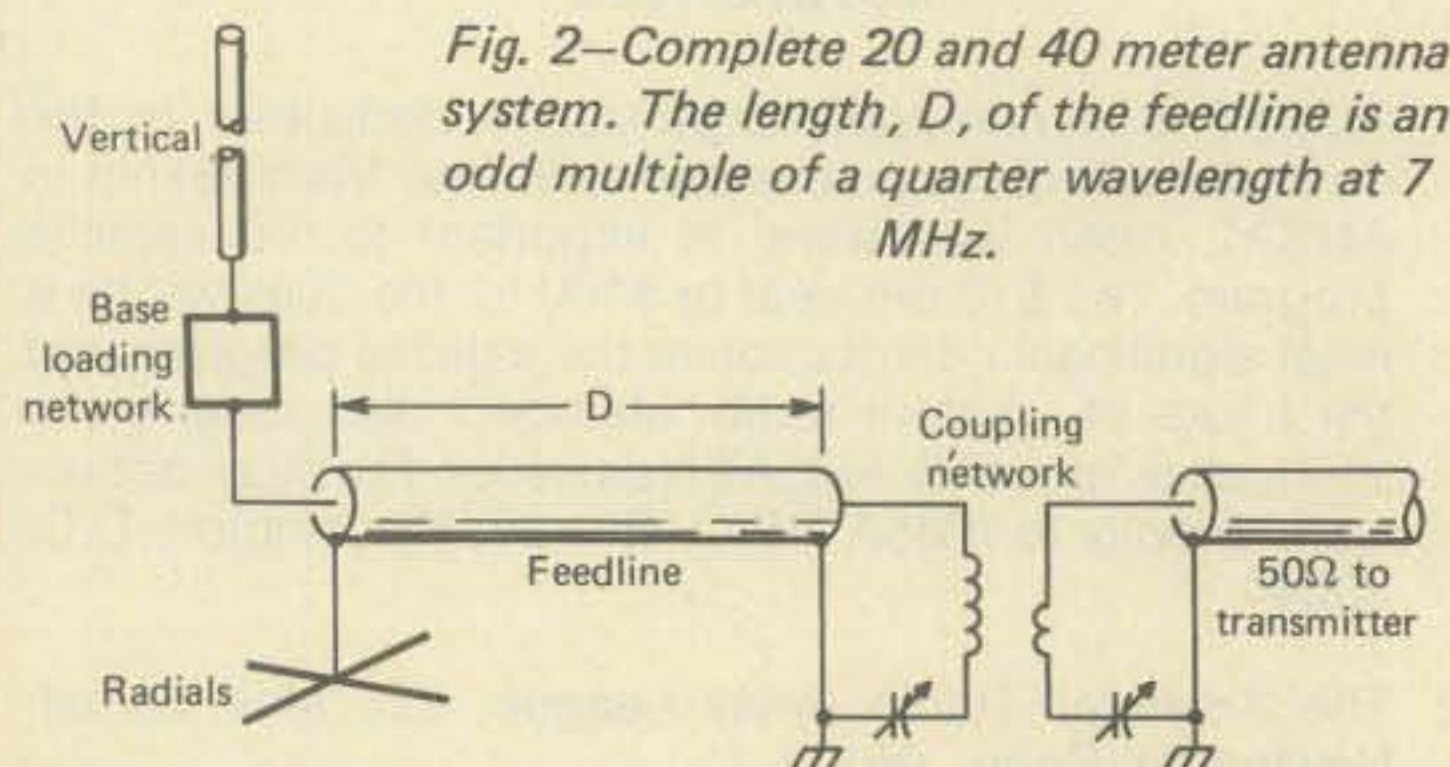 Fig. 2—Complete 20 and 40 meter antenna
system. The length, D, of the feedline is an
odd multiple of a quarter wavelength at 7
MHz.
Vertical
Base
loading
network
D
Coupling
network
Feedline
50Ω to
transmitter
Radials